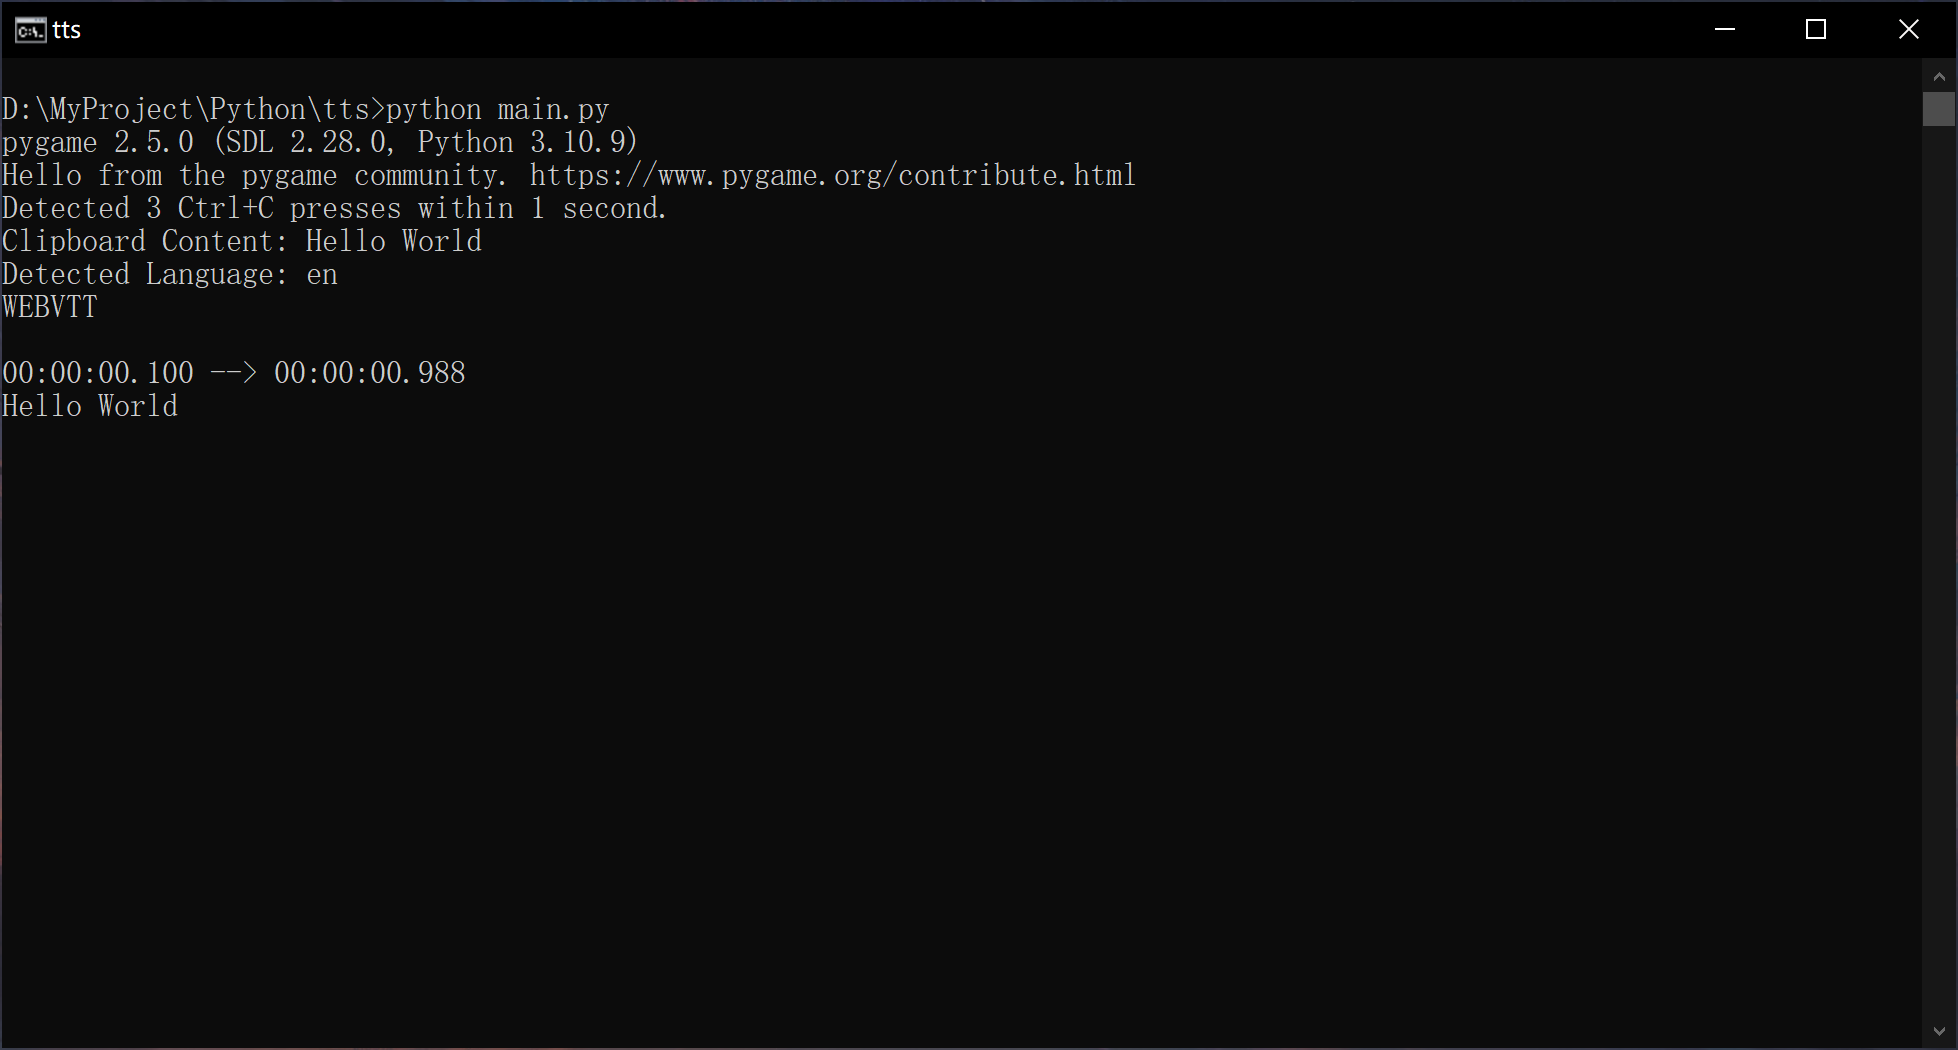 tts
D:\MyProject\Python\tts>python main.py
pygame 2.5.0 (SDL 2.28.0, Python 3.10.9)
Hello from the pygame community. https://www.pygame.org/contribute.html
Detected 3 Ctrl+C presses within 1 second.
Clipboard Content: Hello World
Detected Language: en
WEBVTT
00:00:00.100 --> 00:00:00.988
Hello World